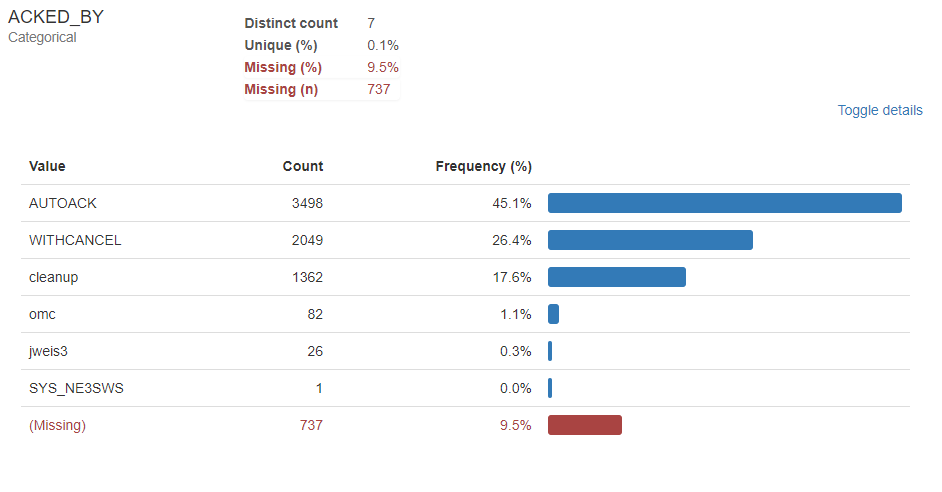 ACKED_BY
Categorical
Distinct count 7
Unique (%) 0.1%
Missing (%) 9.5%
Missing (n) 737
Toggle details
Value Count Frequency (%)
AUTOACK 3498 45.1%
WITHCANCEL 2049 26.4%
cleanup 1362 17.6%
omc 82 1.1%
jweis3 26 0.3%
SYS_NE3SWS 1 0.0%
(Missing) 737 9.5%